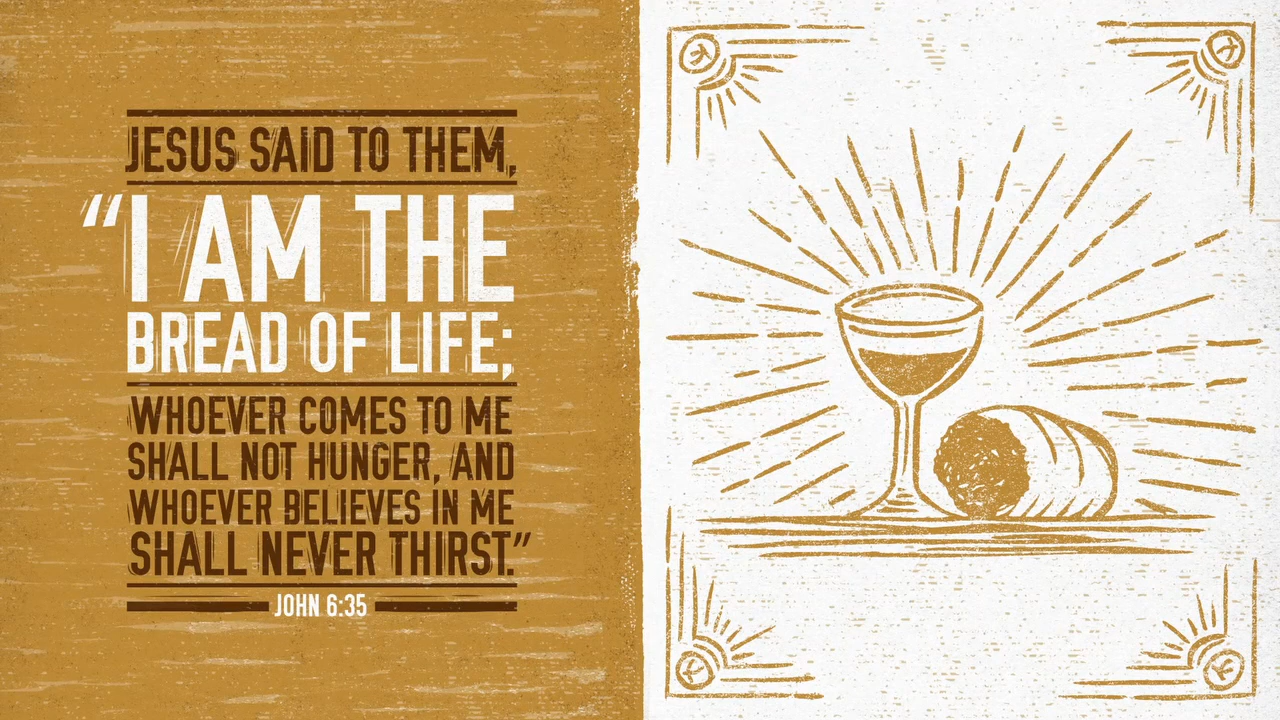 JESUS SAID TO THEM,
“I AM THE
BREAD OF LIFE;
WHOEVER COMES TO ME
SHALL NOT HUNGER, AND
WHOEVER BELIEVES IN ME
SHALL NEVER THIRST.”
JOHN 6:35